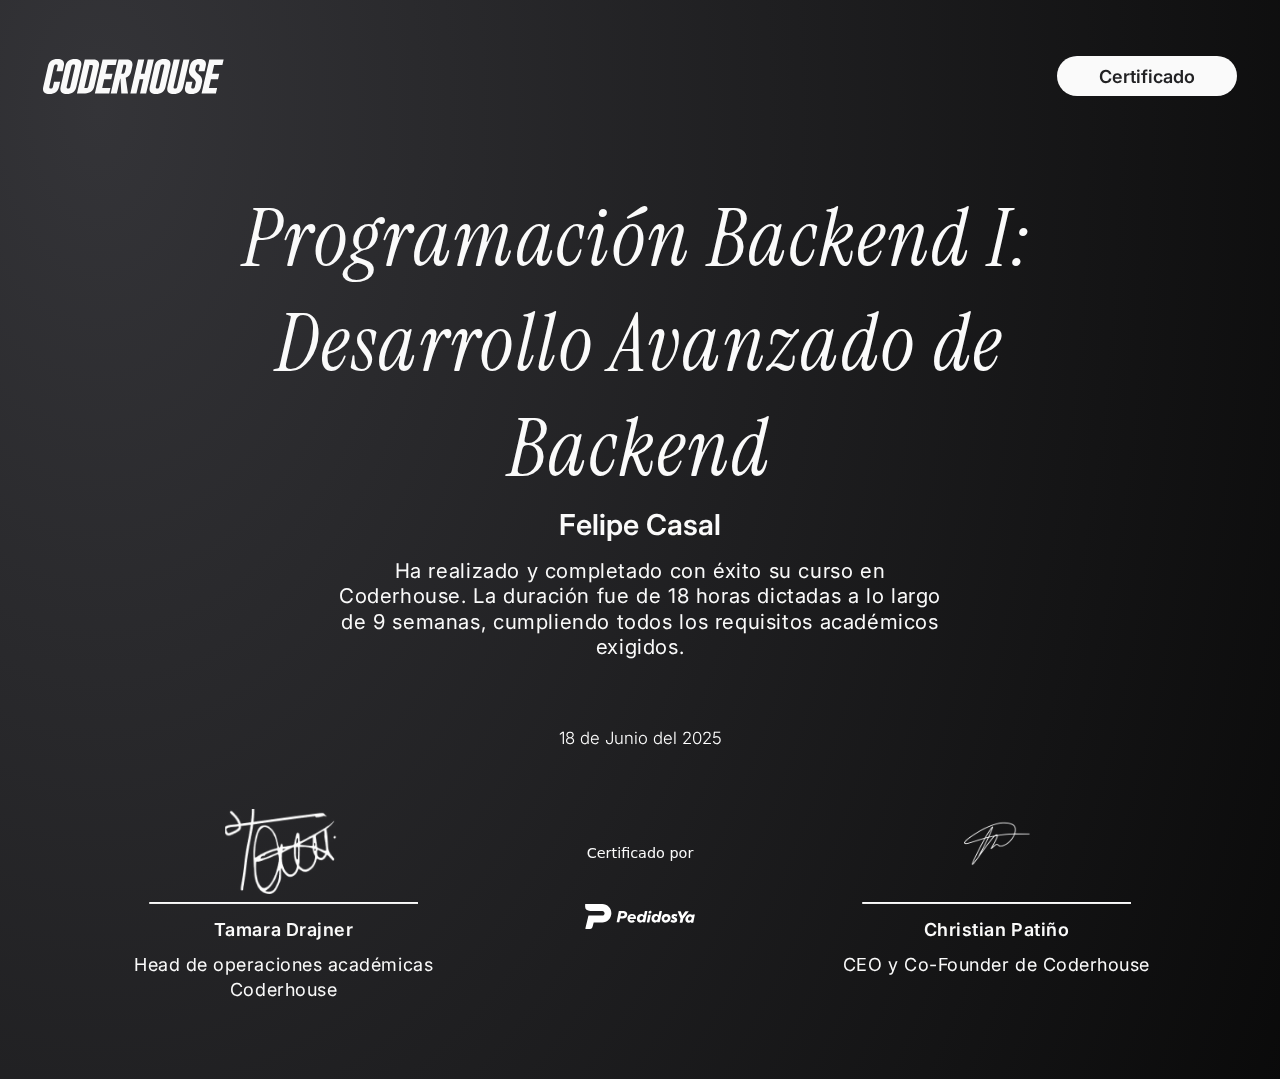 CODERHOUSE
Certificado
Programación Backend I:
Desarrollo Avanzado de
Backend
Felipe Casal
Ha realizado y completado con éxito su curso en
Coderhouse. La duración fue de 18 horas dictadas a lo largo
de 9 semanas, cumpliendo todos los requisitos académicos
exigidos.
18 de Junio del 2025
Certificado por
PedidosYa
Tamara Drajner
Head de operaciones académicas
Coderhouse
Christian Patiño
CEO y Co-Founder de Coderhouse